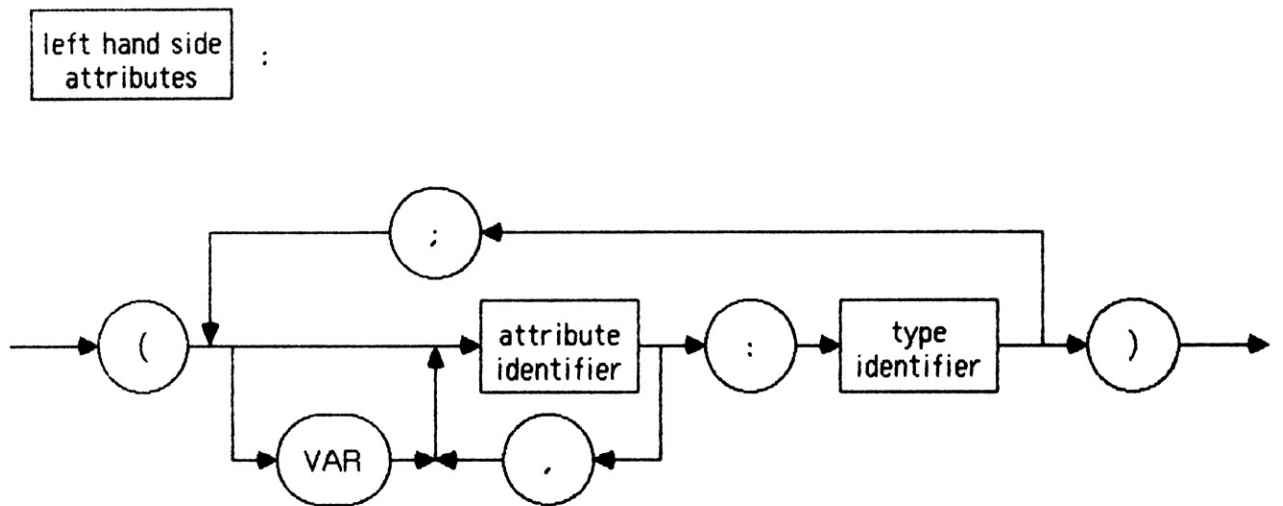 left hand side
attributes
:
;
(
attribute
identifier
:
type
identifier
)
VAR
,